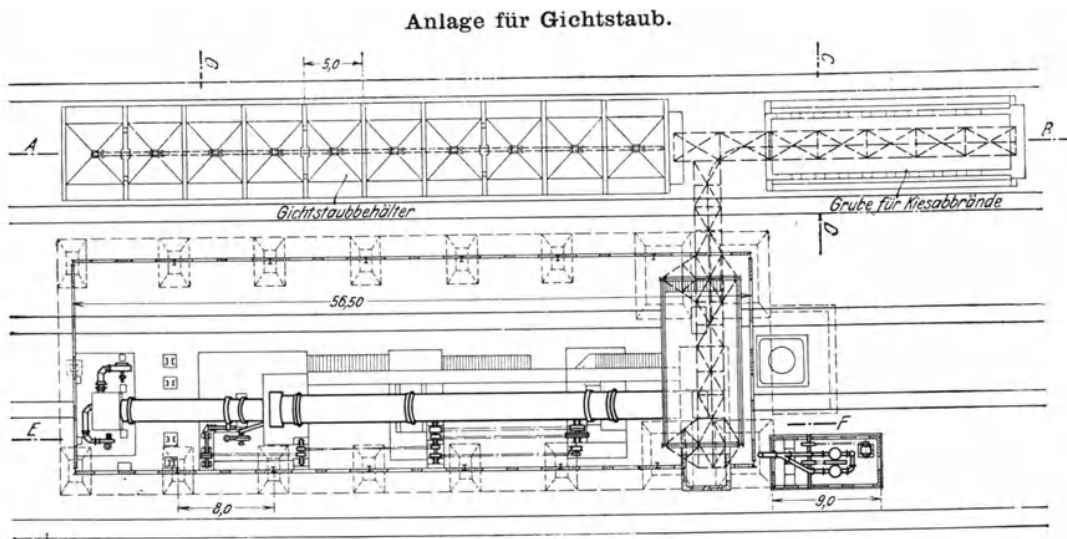 Anlage für Gichtstaub.
C
5,0
C
A
B
Gichtstaubbehälter
Grube für Kiesabbrände
D
56,50
E
F
8,0
9,0